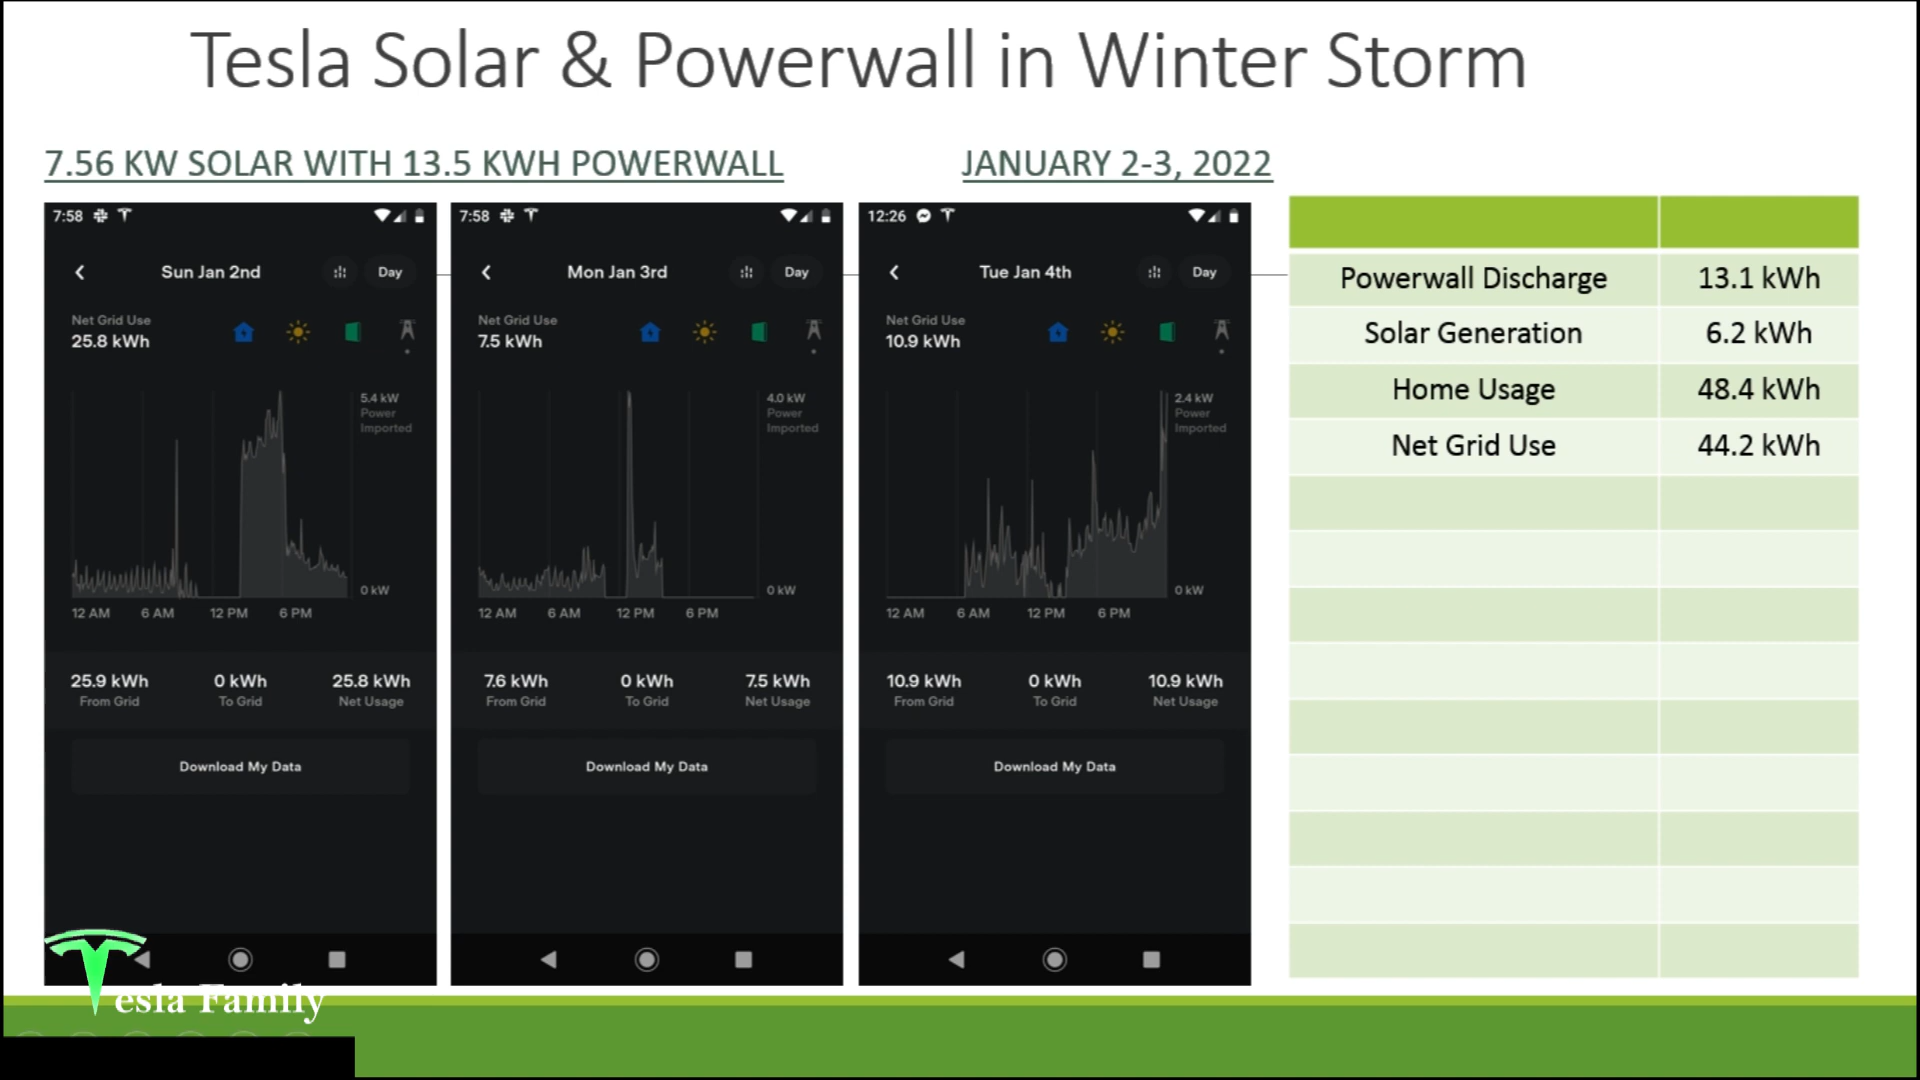 Tesla Solar & Powerwall in Winter Storm
7.56 KW SOLAR WITH 13.5 KWH POWERWALL
JANUARY 2-3, 2022
7:58
Sun Jan 2nd
Day
Net Grid Use
25.8 kWh
5.4 kW
Power
Imported
0 kW
12 AM 6 AM 12 PM 6 PM
25.9 kWh 0 kWh 25.8 kWh
From Grid To Grid Net Usage
Download My Data
7:58
Mon Jan 3rd
Day
Net Grid Use
7.5 kWh
4.0 kW
Power
Imported
0 kW
12 AM 6 AM 12 PM 6 PM
7.6 kWh 0 kWh 7.5 kWh
From Grid To Grid Net Usage
Download My Data
12:26
Tue Jan 4th
Day
Net Grid Use
10.9 kWh
2.4 kW
Power
Imported
0 kW
12 AM 6 AM 12 PM 6 PM
10.9 kWh 0 kWh 10.9 kWh
From Grid To Grid Net Usage
Download My Data
Powerwall Discharge 13.1 kWh
Solar Generation 6.2 kWh
Home Usage 48.4 kWh
Net Grid Use 44.2 kWh
Tesla Family